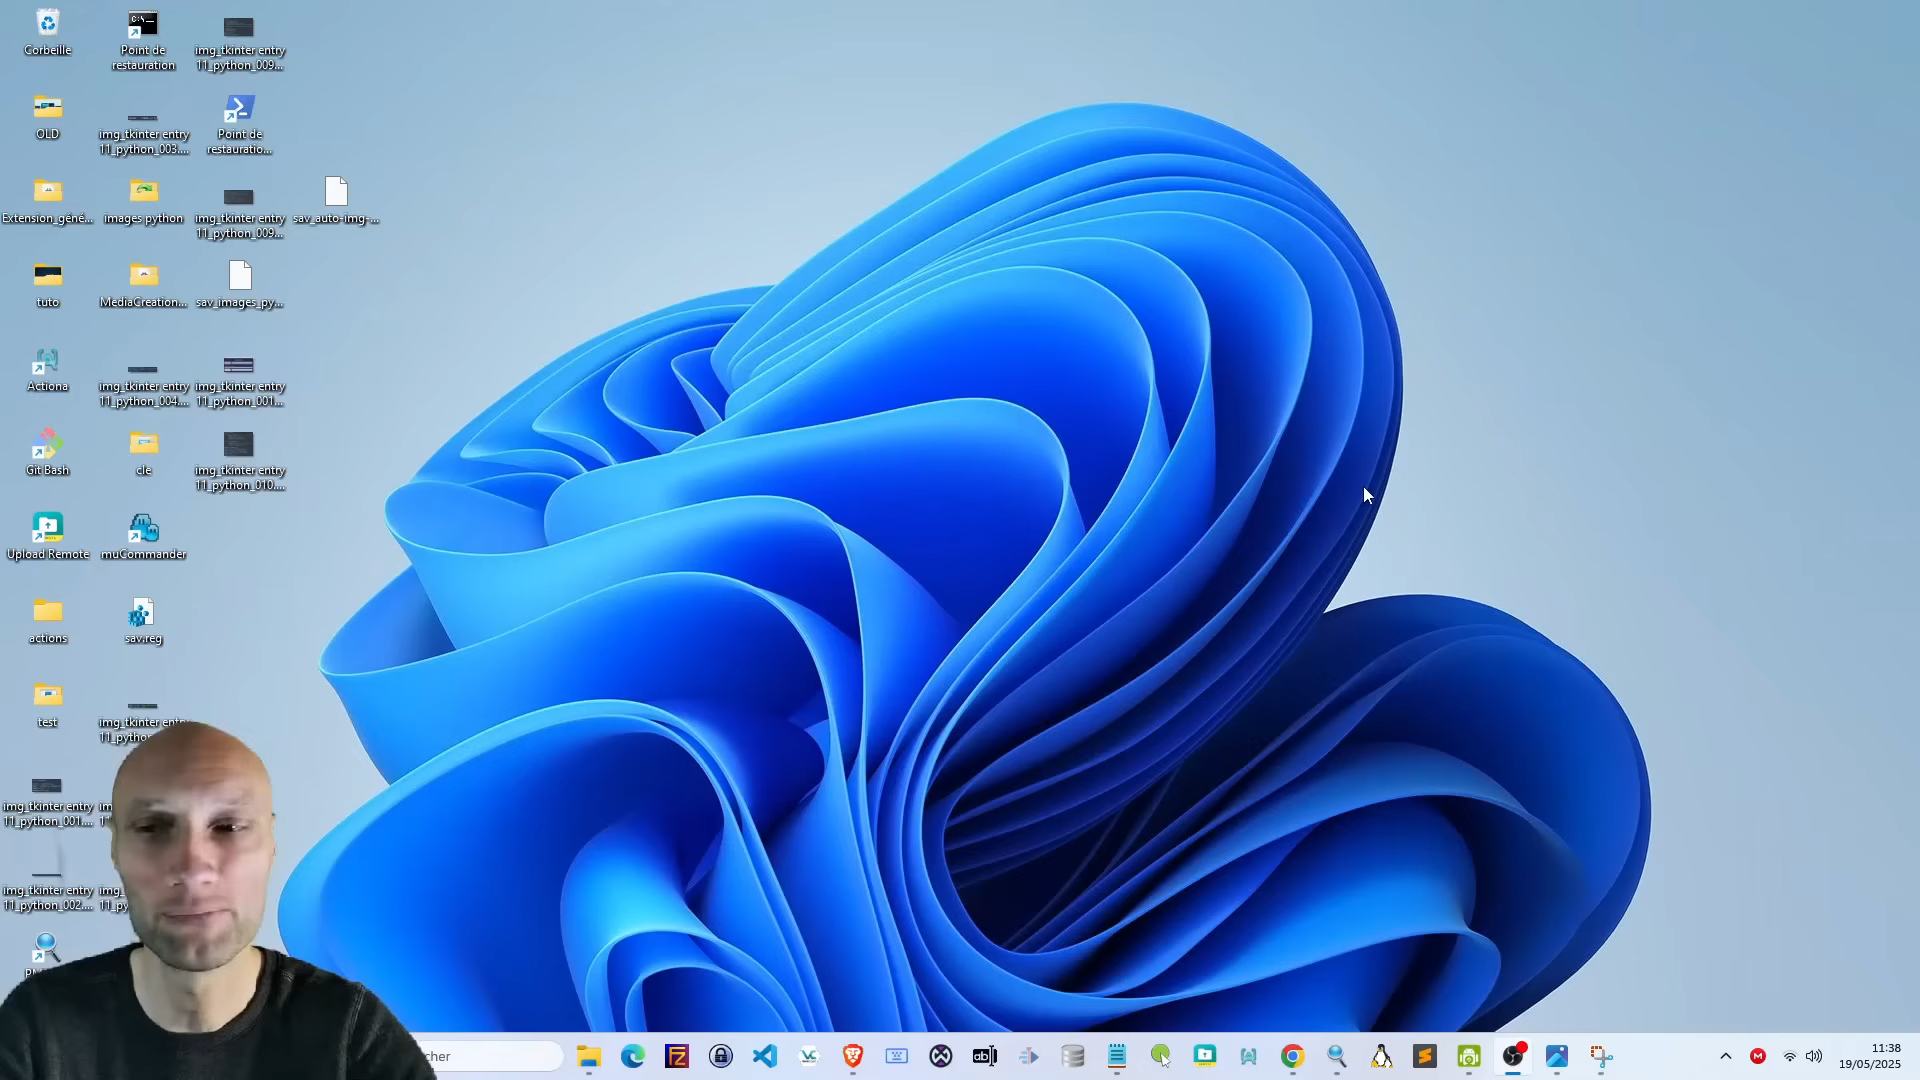 Corbeille
Point de
restauration
img_tkinter entry
11_python_009...
OLD
img_tkinter entry
11_python_003....
Point de
restauratio...
Extension_géné...
images python
img_tkinter entry
11_python_009...
sav_auto-img-...
tuto
MediaCreation...
sav_images_py...
Actiona
img_tkinter entry
11_python_004....
img_tkinter entry
11_python_001...
Git Bash
cle
img_tkinter entry
11_python_010....
Upload Remote
muCommander
actions
sav.reg
test
img_tkinter entry
11_python
img_tkinter entry
11_python_001....
img_tkinter entry
11_python_002....
cher
11:38
19/05/2025